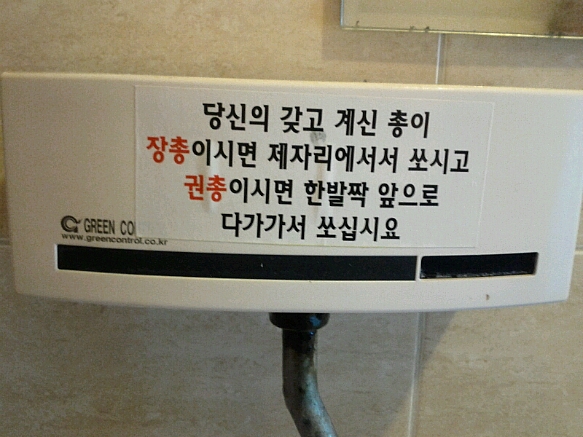 당신의 갖고 계신 총이
장총이시면 제자리에서서 쏘시고
권총이시면 한발짝 앞으로
다가가서 쏘십시요
GREEN CO
www.greencontrol.co.kr